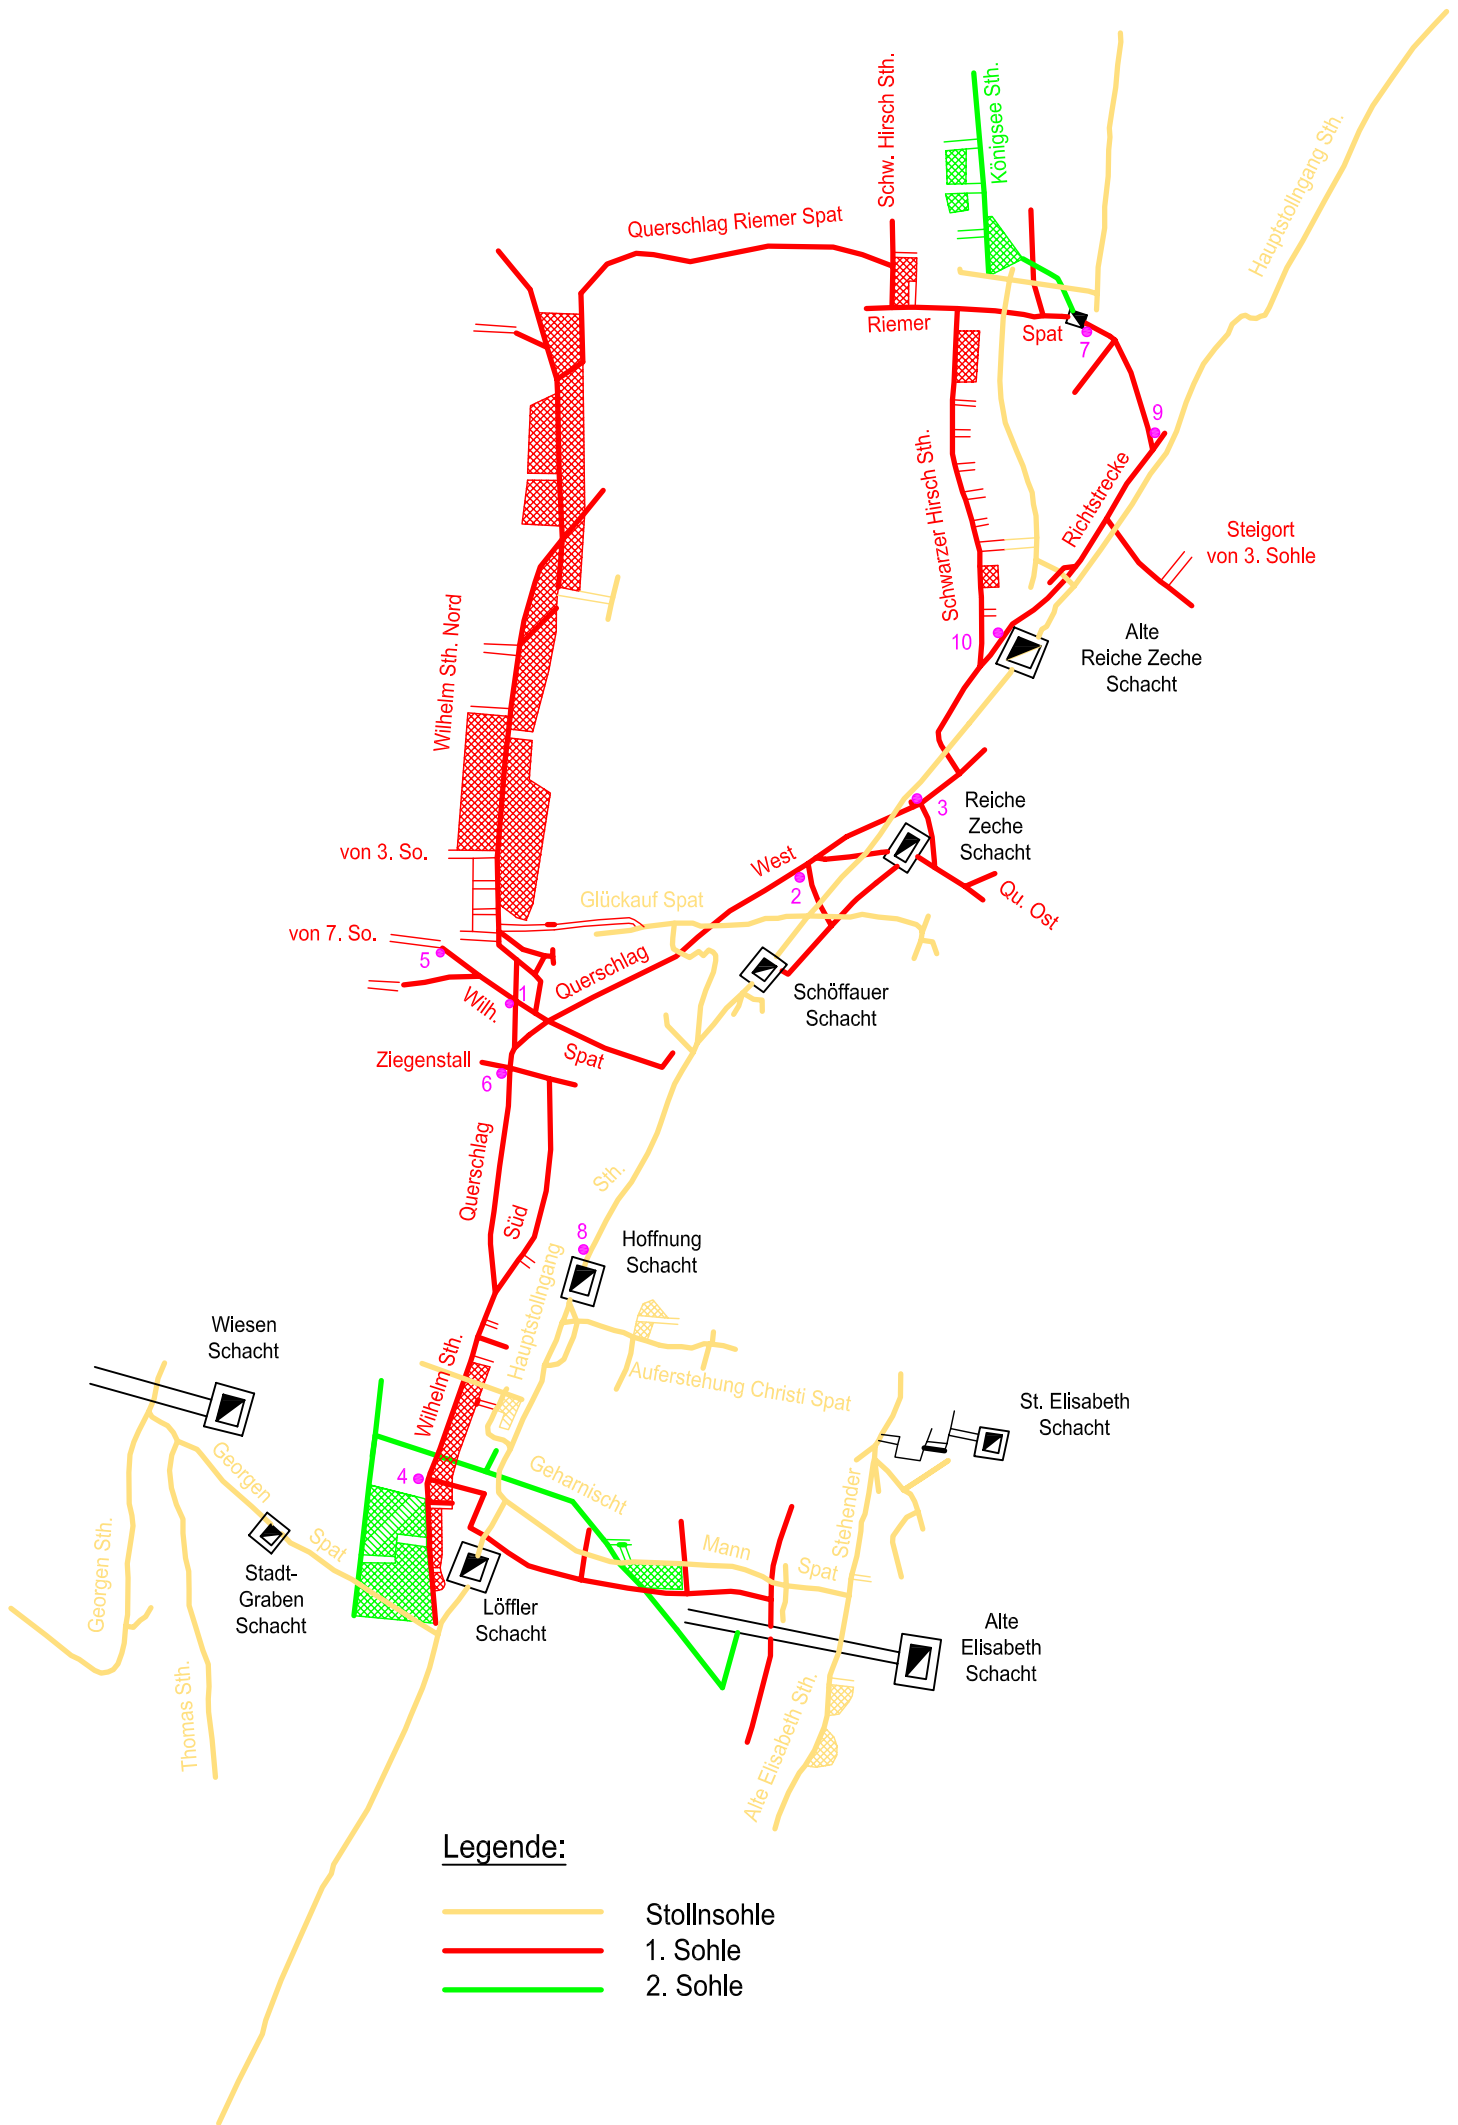 Schw. Hirsch Sth.
Königsee Sth.
Hauptstollngang Sth.
Querschlag Riemer Spat
Riemer
Spat
7
9
Richtstrecke
Schwarzer Hirsch Sth.
Steigort
von 3. Sohle
10
Alte
Reiche Zeche
Schacht
Wilhelm Sth. Nord
3
Reiche
Zeche
Schacht
von 3. So.
West
2
Glückauf Spat
Qu. Ost
von 7. So.
5
Querschlag
Wilh.
1
Schöffauer
Schacht
Spat
Ziegenstall
6
Querschlag
Süd
Sth.
8
Hoffnung
Schacht
Hauptstollngang
Wiesen
Schacht
Wilhelm Sth.
Auferstehung Christi Spat
St. Elisabeth
Schacht
Georgen
4
Geharnischt
Stehender
Georgen Sth.
Spat
Mann
Spat
Stadt-
Graben
Schacht
Löffler
Schacht
Alte
Elisabeth
Schacht
Thomas Sth.
Alte Elisabeth Sth.
Legende:
Stollnsohle
1. Sohle
2. Sohle